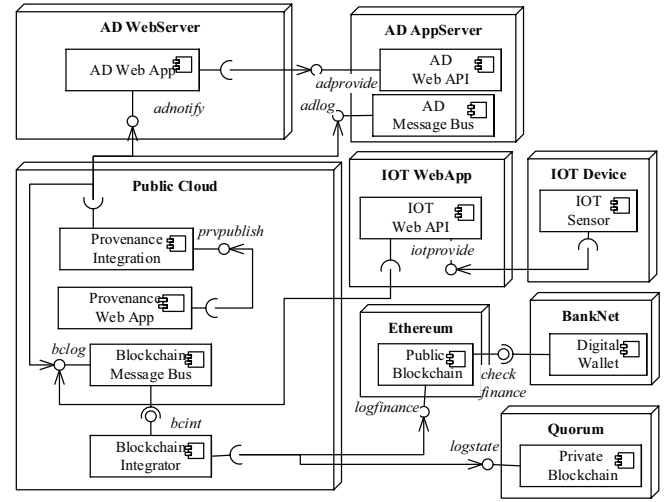 AD WebServer
AD Web App
adnotify
AD AppServer
AD
Web API
adprovide
adlog
AD
Message Bus
Public Cloud
Provenance
Integration
prvpublish
Provenance
Web App
bclog
Blockchain
Message Bus
bcint
Blockchain
Integrator
IOT WebApp
IOT
Web API
iotprovide
IOT Device
IOT
Sensor
Ethereum
Public
Blockchain
logfinance
check
finance
BankNet
Digital
Wallet
Quorum
logstate
Private
Blockchain